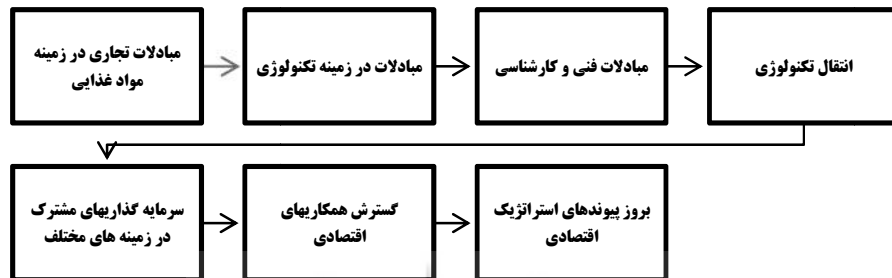 مبادلات تجاری در زمینه
مواد غذایی
مبادلات در زمینه تکنولوژی
مبادلات فنی و کارشناسی
انتقال تکنولوژی
سرمایه گذاریهای مشترک
در زمینه های مختلف
گسترش همکاریهای
اقتصادی
بروز پیوندهای استراتژیک
اقتصادی